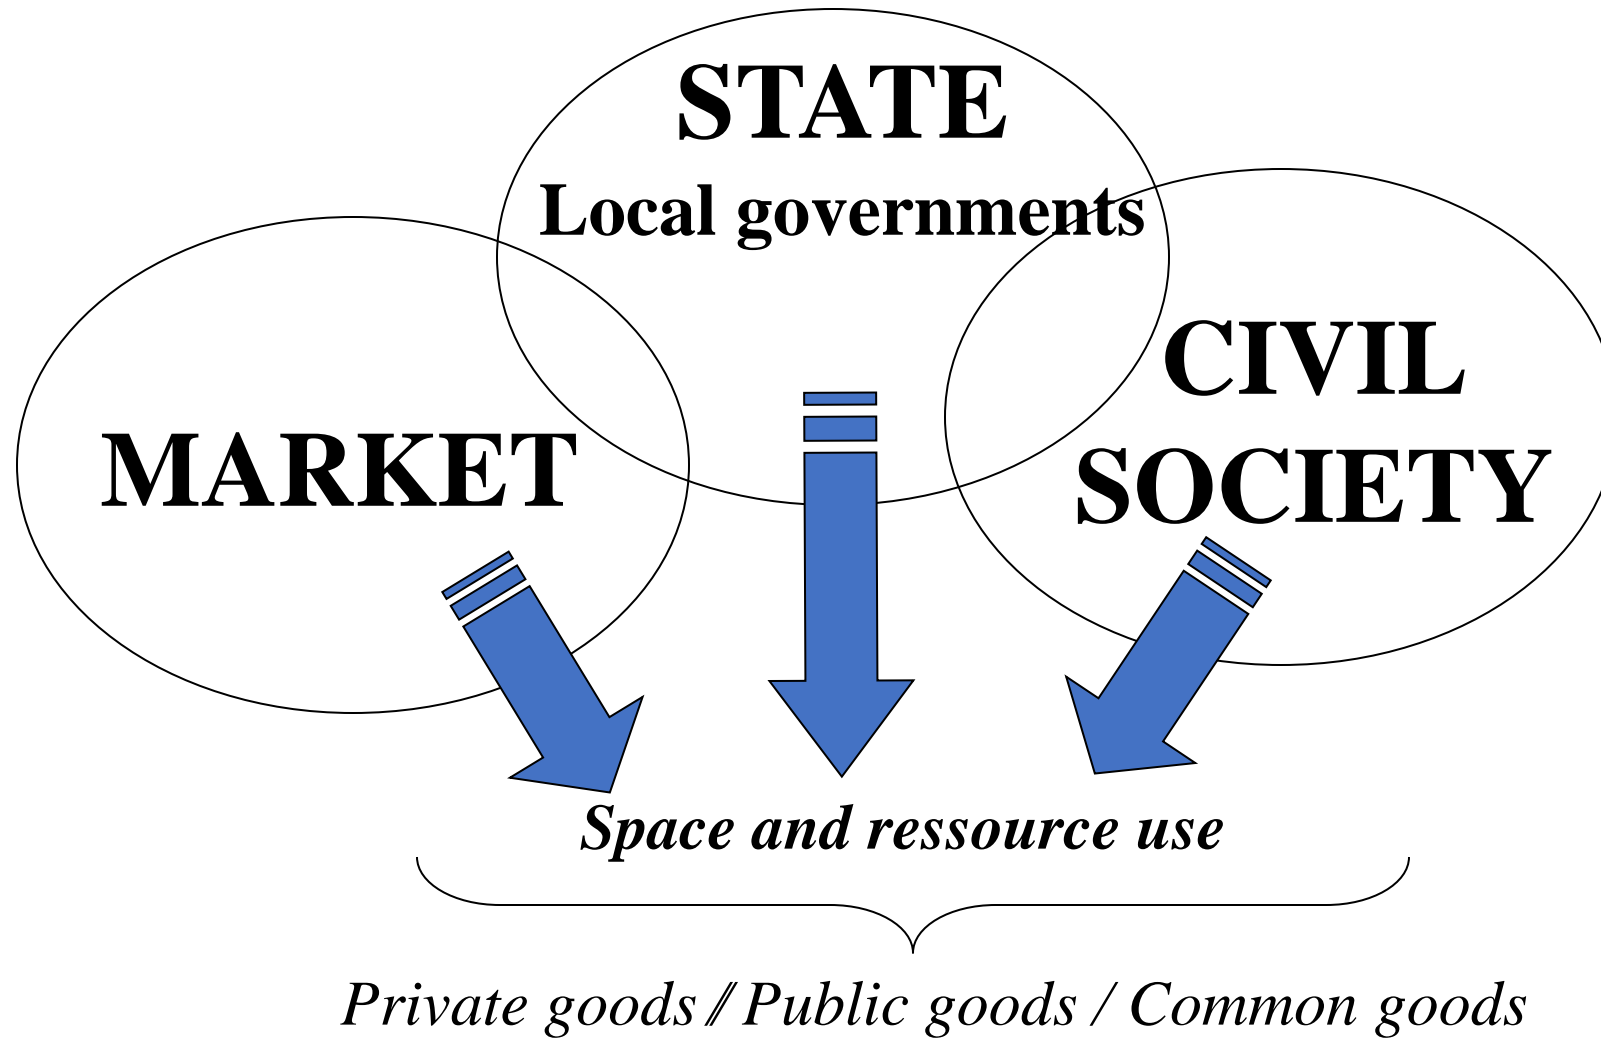 STATE
Local governments
CIVIL
SOCIETY
MARKET
Space and ressource use
Private goods // Public goods / Common goods